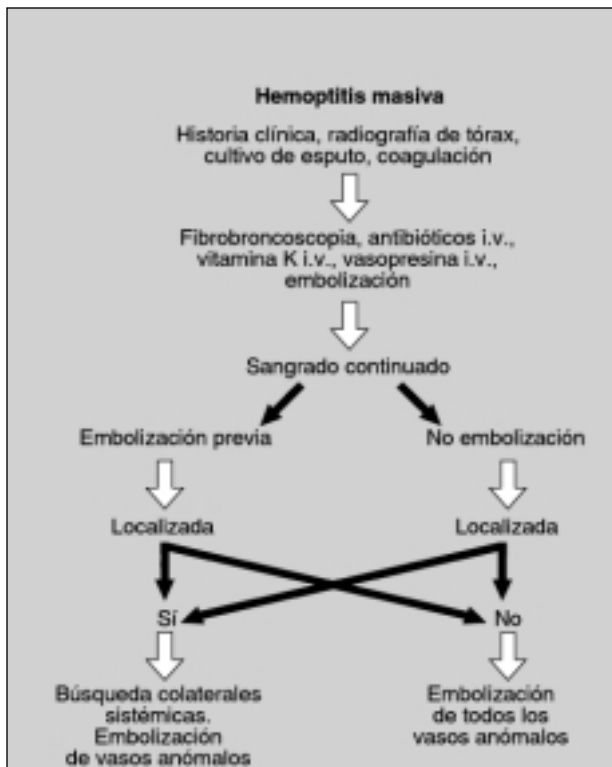 Hemoptitis masiva
Historia clínica, radiografía de tórax,
cultivo de esputo, coagulación
Fibrobroncoscopia, antibióticos i.v.,
vitamina K i.v., vasopresina i.v.,
embolización
Sangrado continuado
Embolización previa
No embolización
Localizada
Localizada
Sí
No
Búsqueda colaterales
sistémicas.
Embolización
de vasos anómalos
Embolización
de todos los
vasos anómalos